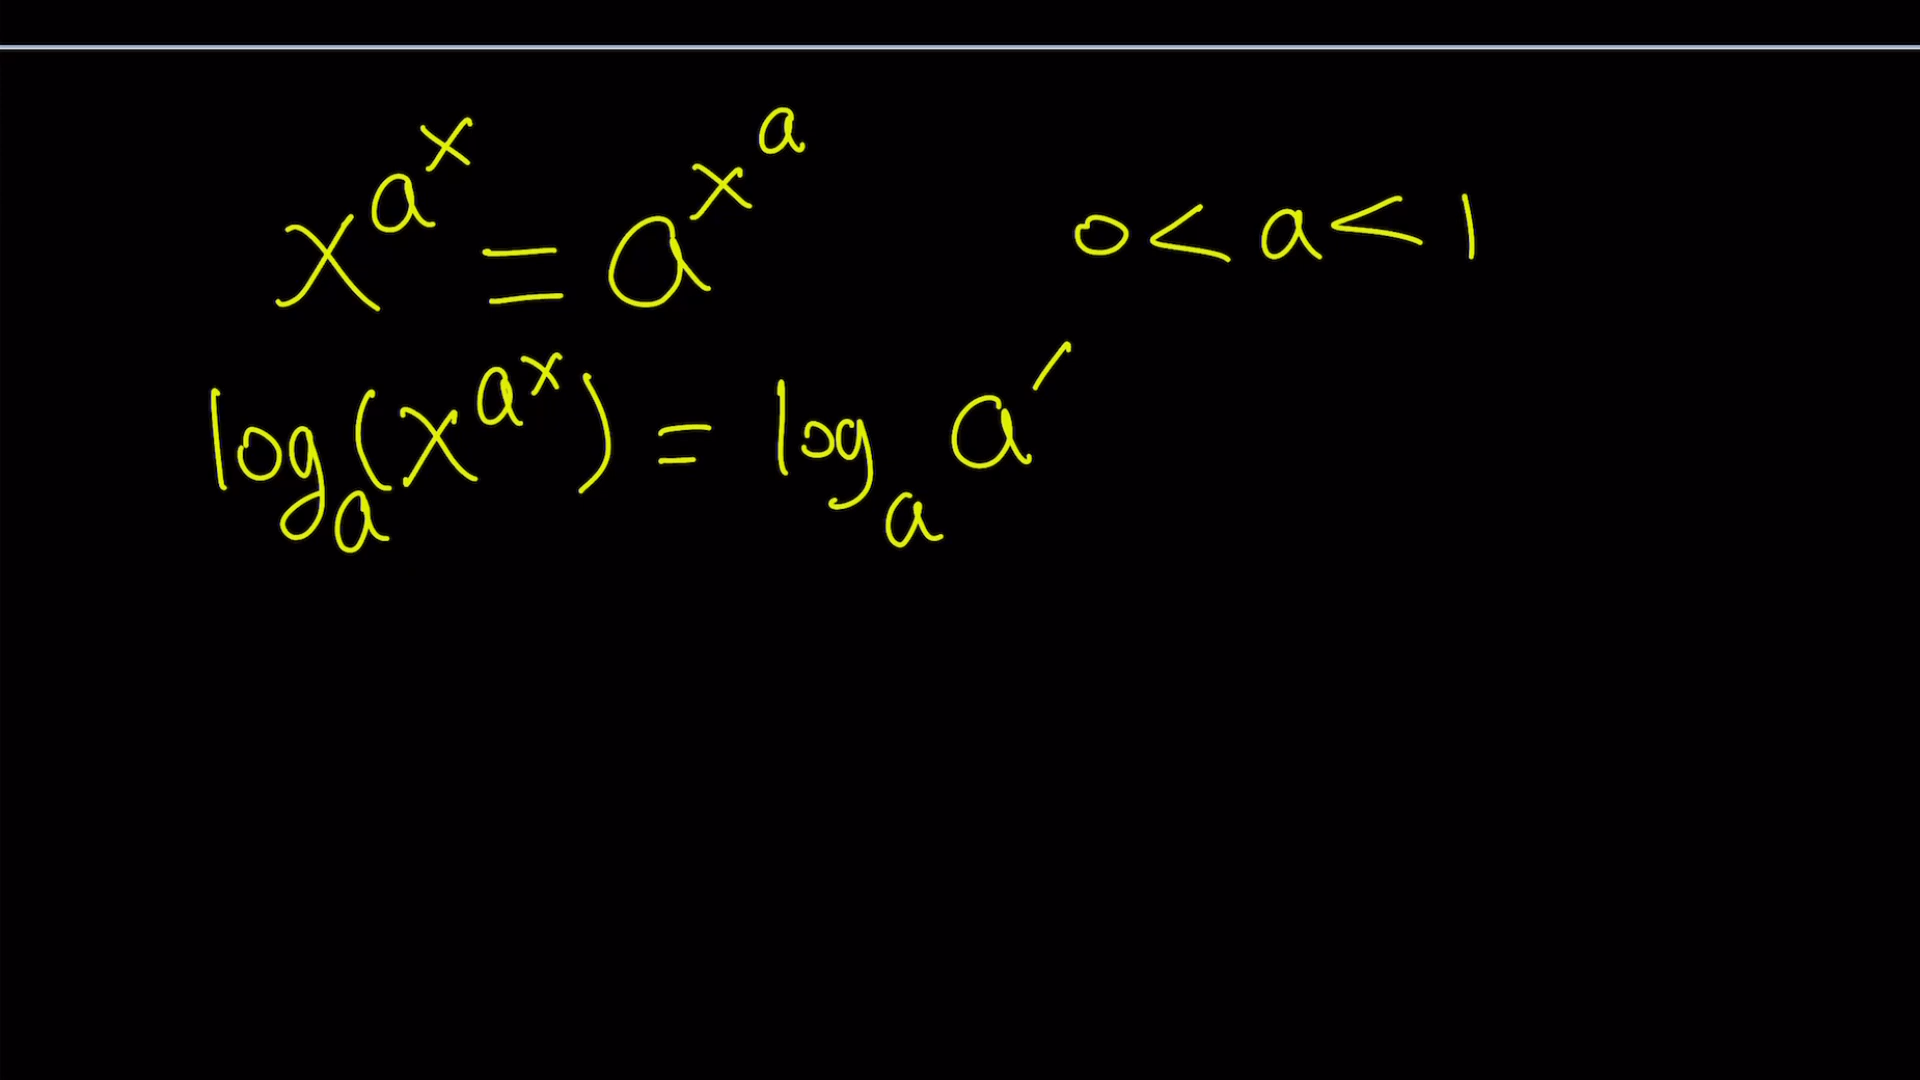 x^{a^x} = a^{x^a} 0 < a < 1
log_a(x^{a^x}) = log_a a